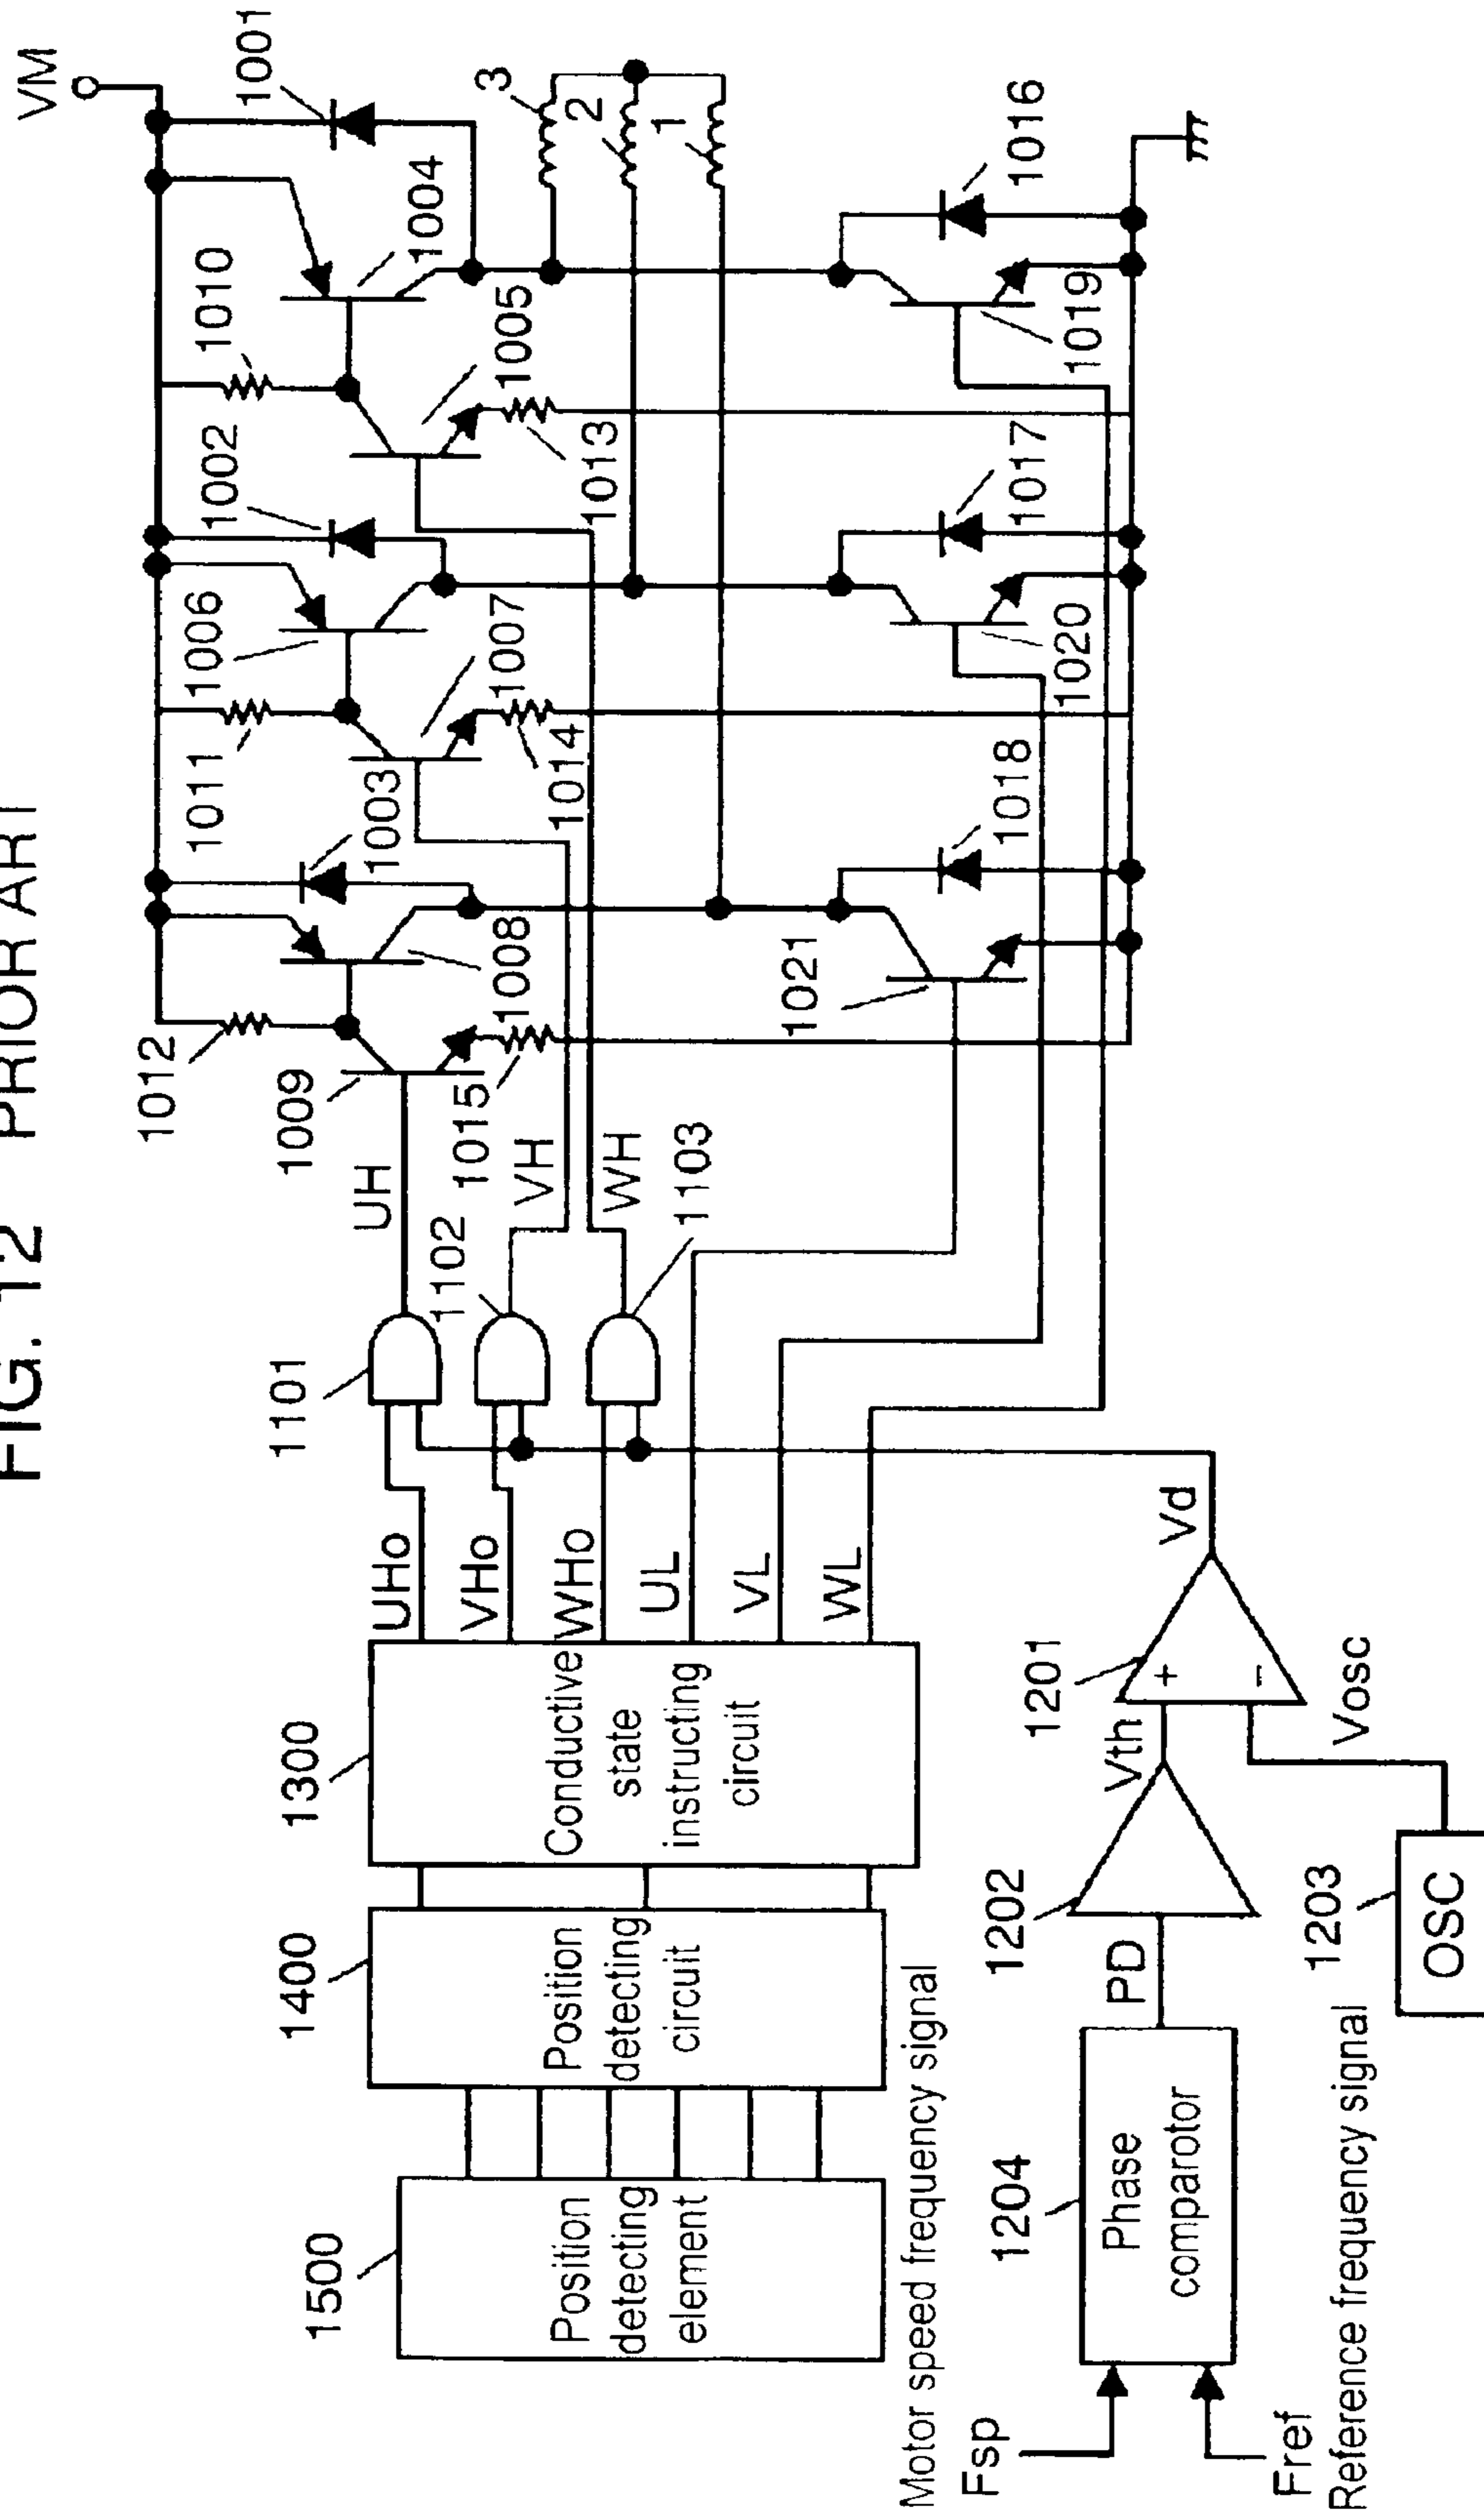 FIG. 12 PRIOR ART
VM
1012
1011
1002
1010
1001
1009
1006
1003
1004
3
1008
1007
1005
2
1015
1014
1013
1
UH
VH
WH
1101
1102
1103
1021
1018
1017
1016
1020
1019
1500
Position
detecting
element
1400
Position
detecting
circuit
1300
Conductive
state
instructing
circuit
UHo
VHo
WHo
UL
VL
WL
Motor speed frequency signal
Fsp
Fref
Reference frequency signal
1204
Phase
comparotor
PD
1202
Vth
1201
+
−
Vd
Vosc
1203
OSC